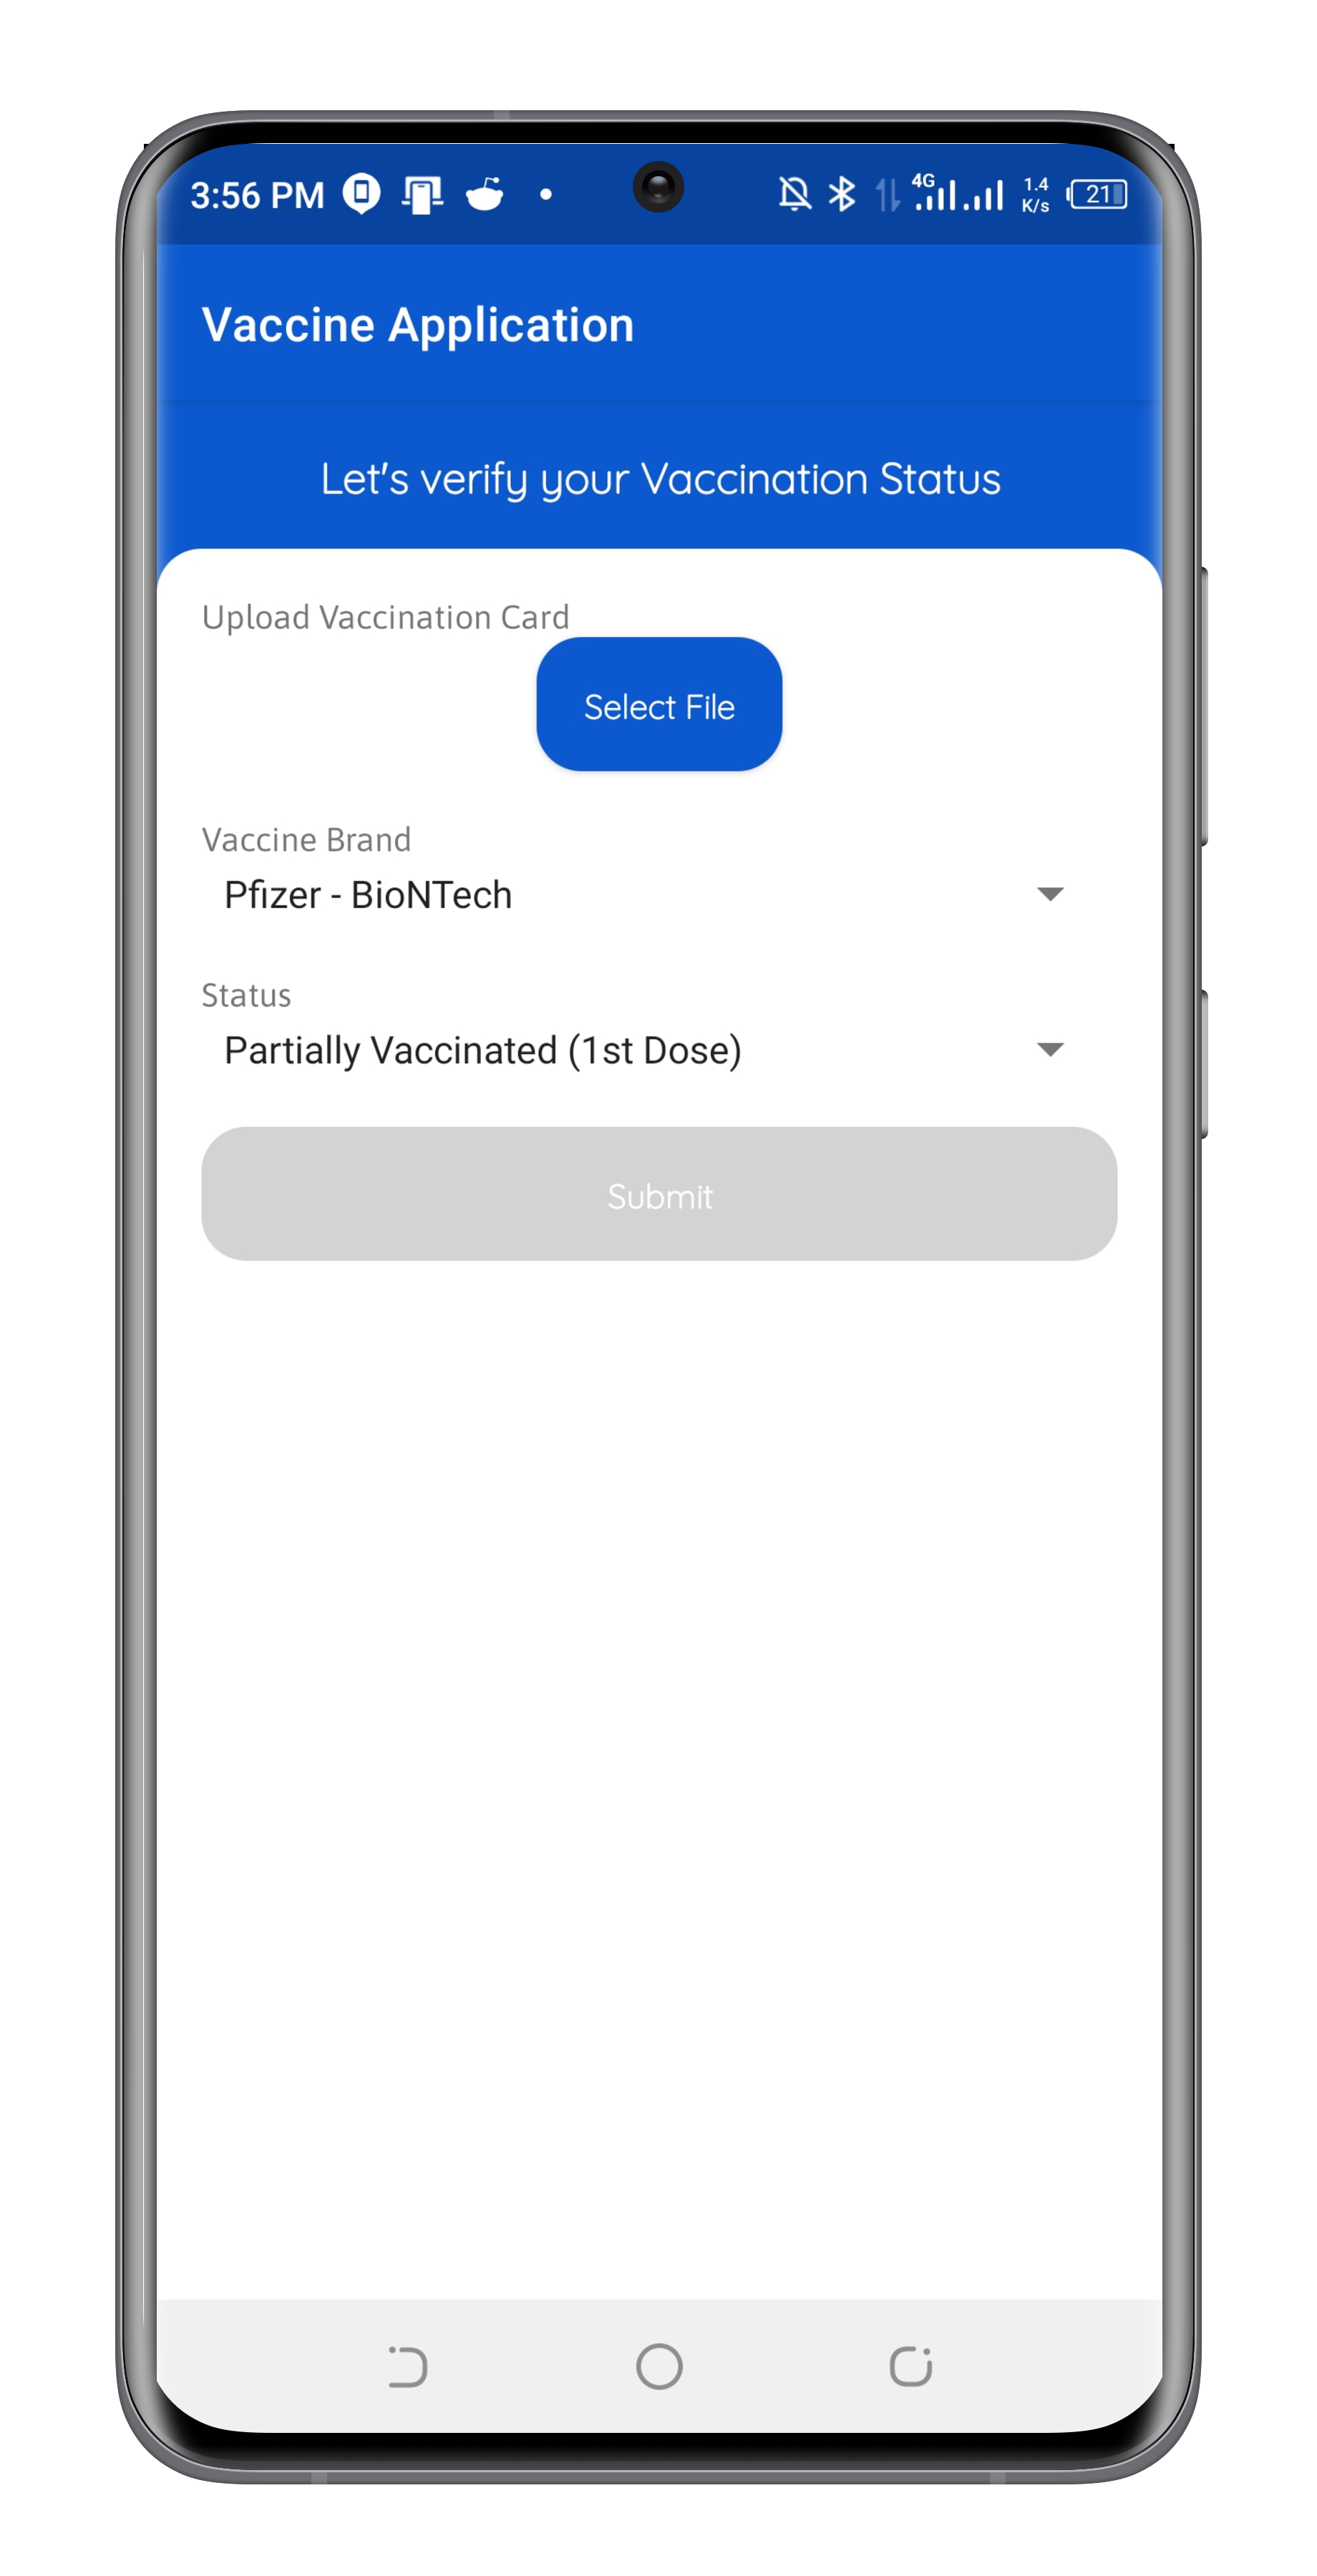 3:56 PM 4G 1.4 K/s 21
Vaccine Application
Let's verify your Vaccination Status
Upload Vaccination Card
Select File
Vaccine Brand
Pfizer - BioNTech
Status
Partially Vaccinated (1st Dose)
Submit